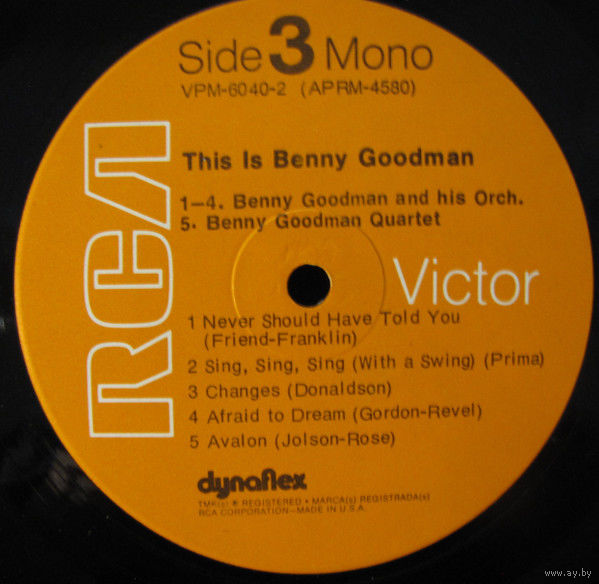 Side 3 Mono
VPM-6040-2 (APRM-4580)
RCA
This Is Benny Goodman
1–4. Benny Goodman and his Orch.
5. Benny Goodman Quartet
Victor
1 Never Should Have Told You
(Friend-Franklin)
2 Sing, Sing, Sing (With a Swing) (Prima)
3 Changes (Donaldson)
4 Afraid to Dream (Gordon-Revel)
5 Avalon (Jolson-Rose)
dynaflex
TMK(s) ® REGISTERED • MARCA(s) REGISTRADA(s)
RCA CORPORATION—MADE IN U.S.A.
www.ay.by